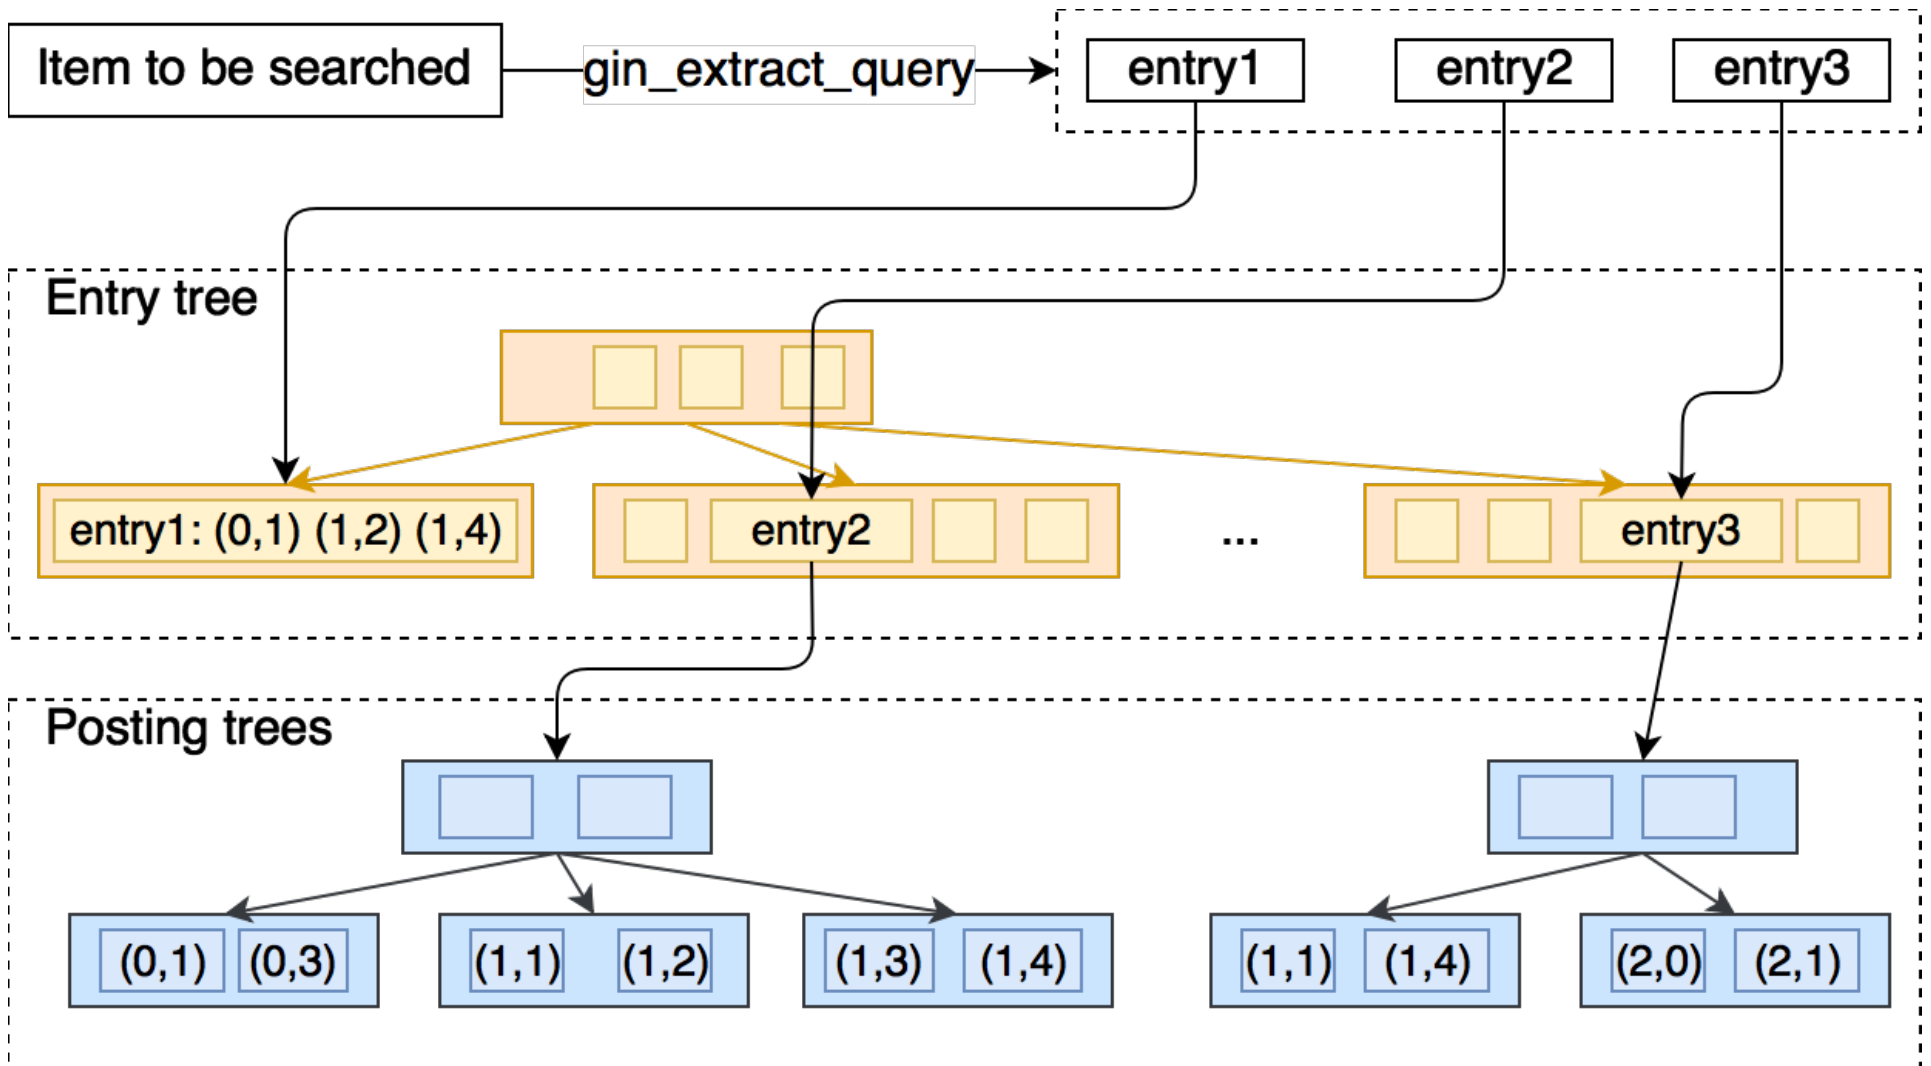 Item to be searched
gin_extract_query
entry1
entry2
entry3
Entry tree
entry1: (0,1) (1,2) (1,4)
entry2
...
entry3
Posting trees
(0,1) (0,3)
(1,1) (1,2)
(1,3) (1,4)
(1,1) (1,4)
(2,0) (2,1)